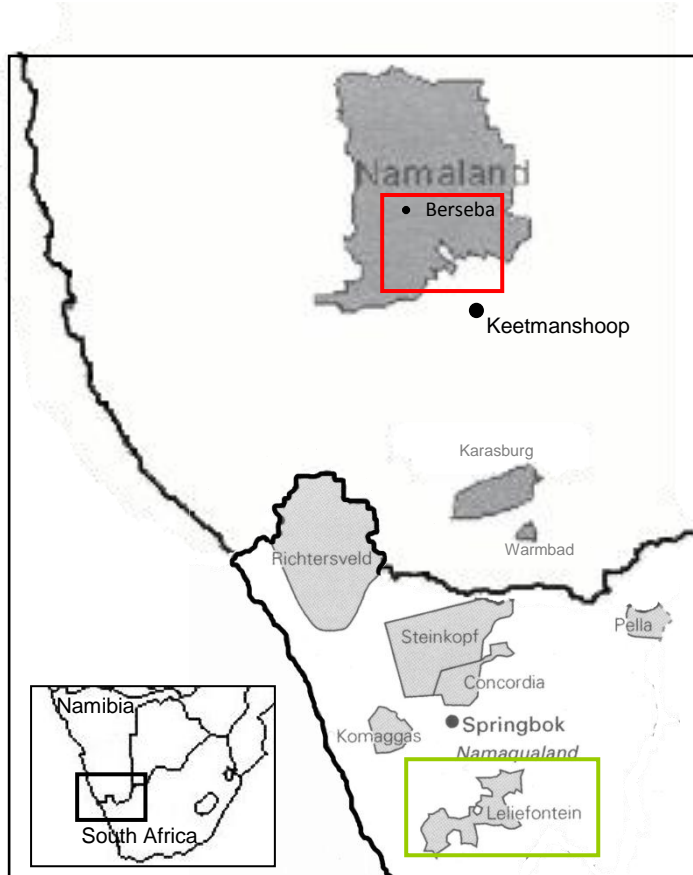 Namaland
Berseba
Keetmanshoop
Karasburg
Warmbad
Richtersveld
Pella
Steinkopf
Concordia
Springbok
Komaggas
Namaqualand
Leliefontein
Namibia
South Africa